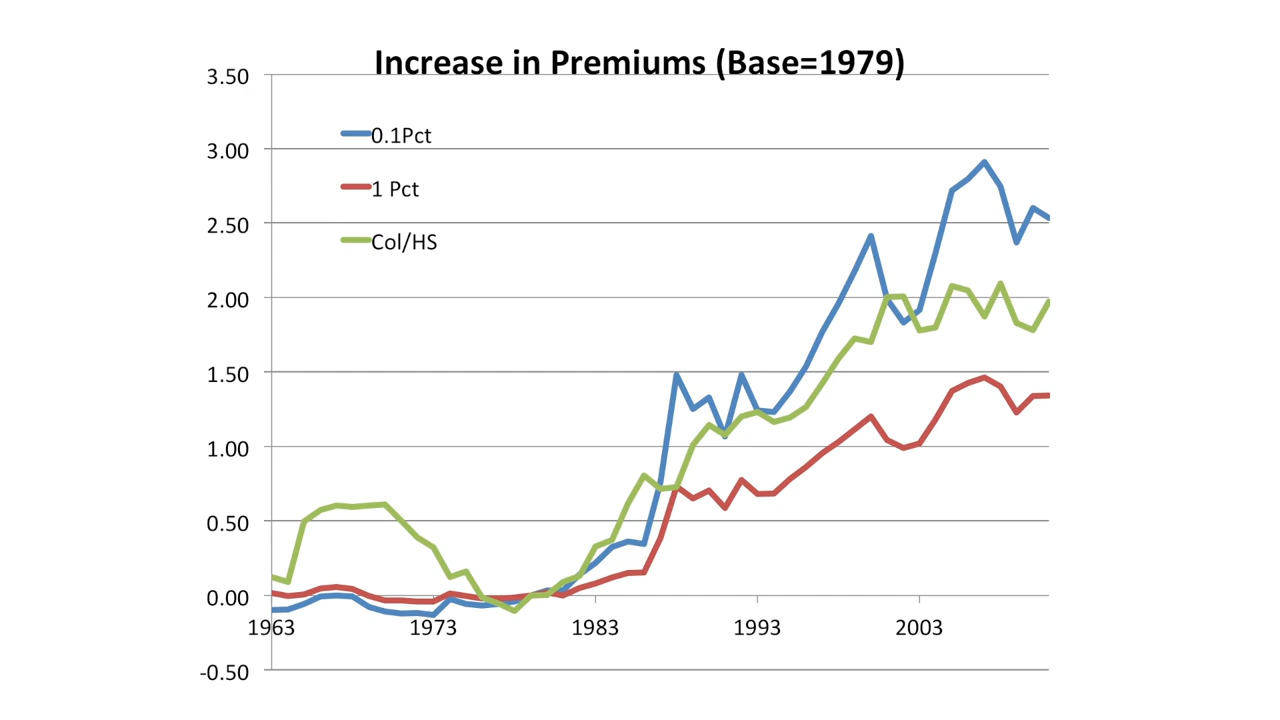 Increase in Premiums (Base=1979)
3.50
0.1Pct
3.00
1 Pct
2.50
Col/HS
2.00
1.50
1.00
0.50
0.00
1963 1973 1983 1993 2003
-0.50